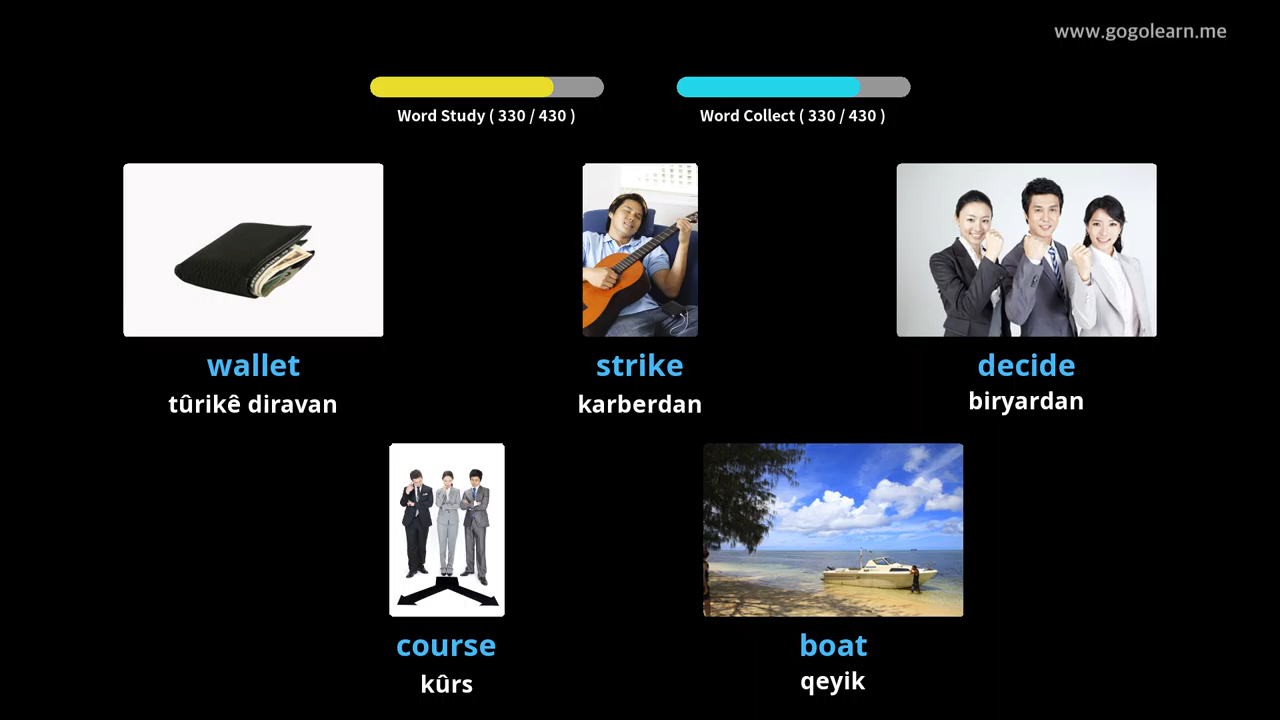 www.gogolearn.me
Word Study ( 330 / 430 )
Word Collect ( 330 / 430 )
wallet
tûrikê diravan
strike
karberdan
decide
biryardan
course
kûrs
boat
qeyik